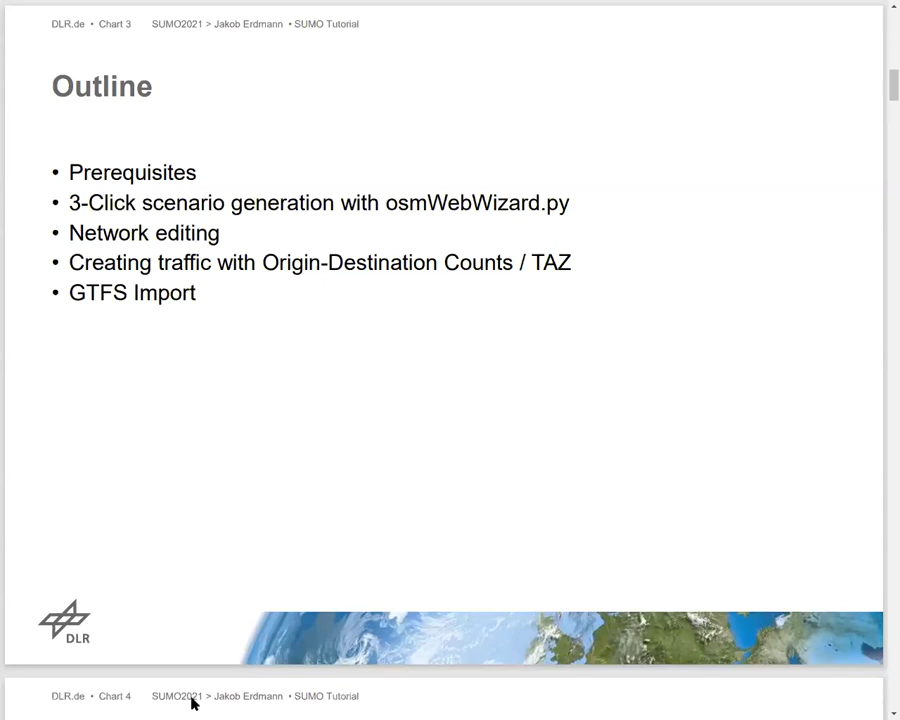 DLR.de • Chart 3 SUMO2021 > Jakob Erdmann • SUMO Tutorial
Outline
• Prerequisites
• 3-Click scenario generation with osmWebWizard.py
• Network editing
• Creating traffic with Origin-Destination Counts / TAZ
• GTFS Import
DLR
DLR.de • Chart 4 SUMO2021 > Jakob Erdmann • SUMO Tutorial